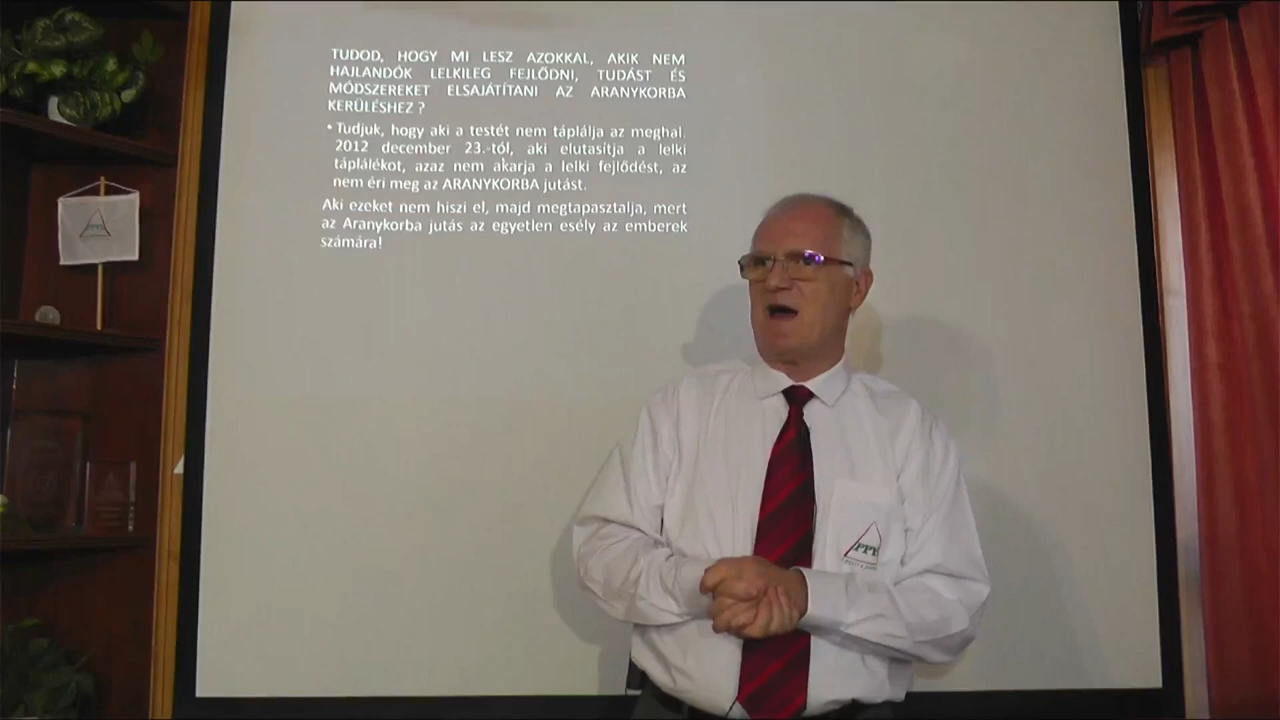 TUDOD, HOGY MI LESZ AZOKKAL, AKIK NEM
HAJLANDÓK LELKILEG FEJLŐDNI, TUDÁST ÉS
MÓDSZEREKET ELSAJÁTÍTANI AZ ARANYKORBA
KERÜLÉSHEZ ?
• Tudjuk, hogy aki a testét nem táplálja az meghal.
2012 december 23.-tól, aki elutasítja a lelki
táplálékot, azaz nem akarja a lelki fejlődést, az
nem éri meg az ARANYKORBA jutást.
Aki ezeket nem hiszi el, majd megtapasztalja, mert
az Aranykorba jutás az egyetlen esély az emberek
számára!